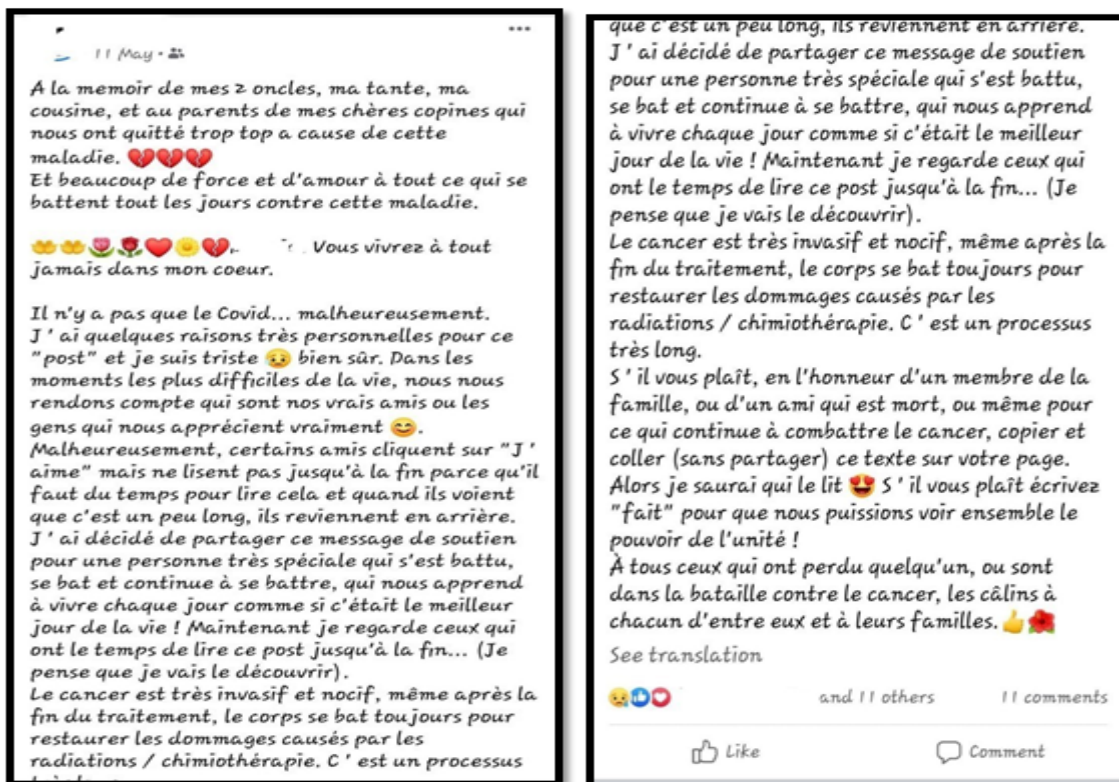 11 May
A la memoir de mes 2 oncles, ma tante, ma
cousine, et au parents de mes chères copines qui
nous ont quitté trop top a cause de cette
maladie. 💔💔💔
Et beaucoup de force et d'amour à tout ce qui se
battent tout les jours contre cette maladie.
🤲🤲🌷🌹❤️🌼💔 Vous vivrez à tout
jamais dans mon coeur.
Il n'y a pas que le Covid... malheureusement.
J ' ai quelques raisons très personnelles pour ce
"post" et je suis triste 😥 bien sûr. Dans les
moments les plus difficiles de la vie, nous nous
rendons compte qui sont nos vrais amis ou les
gens qui nous apprécient vraiment 😊.
Malheureusement, certains amis cliquent sur "J '
aime" mais ne lisent pas jusqu'à la fin parce qu'il
faut du temps pour lire cela et quand ils voient
que c'est un peu long, ils reviennent en arrière.
J ' ai décidé de partager ce message de soutien
pour une personne très spéciale qui s'est battu,
se bat et continue à se battre, qui nous apprend
à vivre chaque jour comme si c'était le meilleur
jour de la vie ! Maintenant je regarde ceux qui
ont le temps de lire ce post jusqu'à la fin... (Je
pense que je vais le découvrir).
Le cancer est très invasif et nocif, même après la
fin du traitement, le corps se bat toujours pour
restaurer les dommages causés par les
radiations / chimiothérapie. C ' est un processus
que c'est un peu long, ils reviennent en arrière.
J ' ai décidé de partager ce message de soutien
pour une personne très spéciale qui s'est battu,
se bat et continue à se battre, qui nous apprend
à vivre chaque jour comme si c'était le meilleur
jour de la vie ! Maintenant je regarde ceux qui
ont le temps de lire ce post jusqu'à la fin... (Je
pense que je vais le découvrir).
Le cancer est très invasif et nocif, même après la
fin du traitement, le corps se bat toujours pour
restaurer les dommages causés par les
radiations / chimiothérapie. C ' est un processus
très long.
S ' il vous plaît, en l'honneur d'un membre de la
famille, ou d'un ami qui est mort, ou même pour
ce qui continue à combattre le cancer, copier et
coller (sans partager) ce texte sur votre page.
Alors je saurai qui le lit 😍 S ' il vous plaît écrivez
"fait" pour que nous puissions voir ensemble le
pouvoir de l'unité !
À tous ceux qui ont perdu quelqu'un, ou sont
dans la bataille contre le cancer, les câlins à
chacun d'entre eux et à leurs familles. 👍🌺
See translation
and 11 others 11 comments
Like Comment